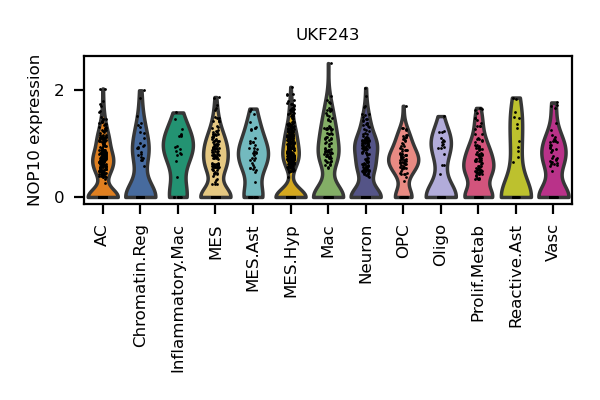 UKF243
NOP10 expression
2
0
AC
Chromatin.Reg
Inflammatory.Mac
MES
MES.Ast
MES.Hyp
Mac
Neuron
OPC
Oligo
Prolif.Metab
Reactive.Ast
Vasc